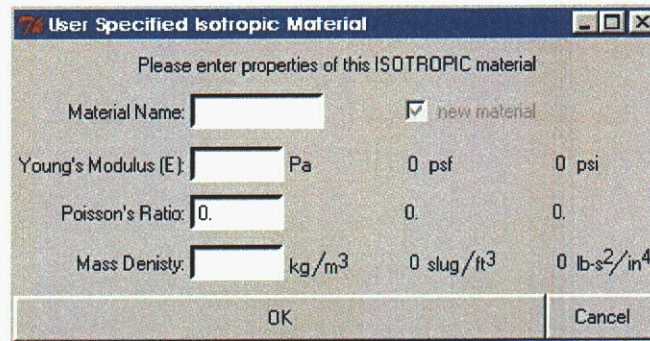 User Specified Isotropic Material
Please enter properties of this ISOTROPIC material
Material Name: new material
Young's Modulus (E): Pa 0 psf 0 psi
Poisson's Ratio: 0. 0. 0.
Mass Denisty: kg/m³ 0 slug/ft³ 0 lb-s²/in⁴
OK Cancel